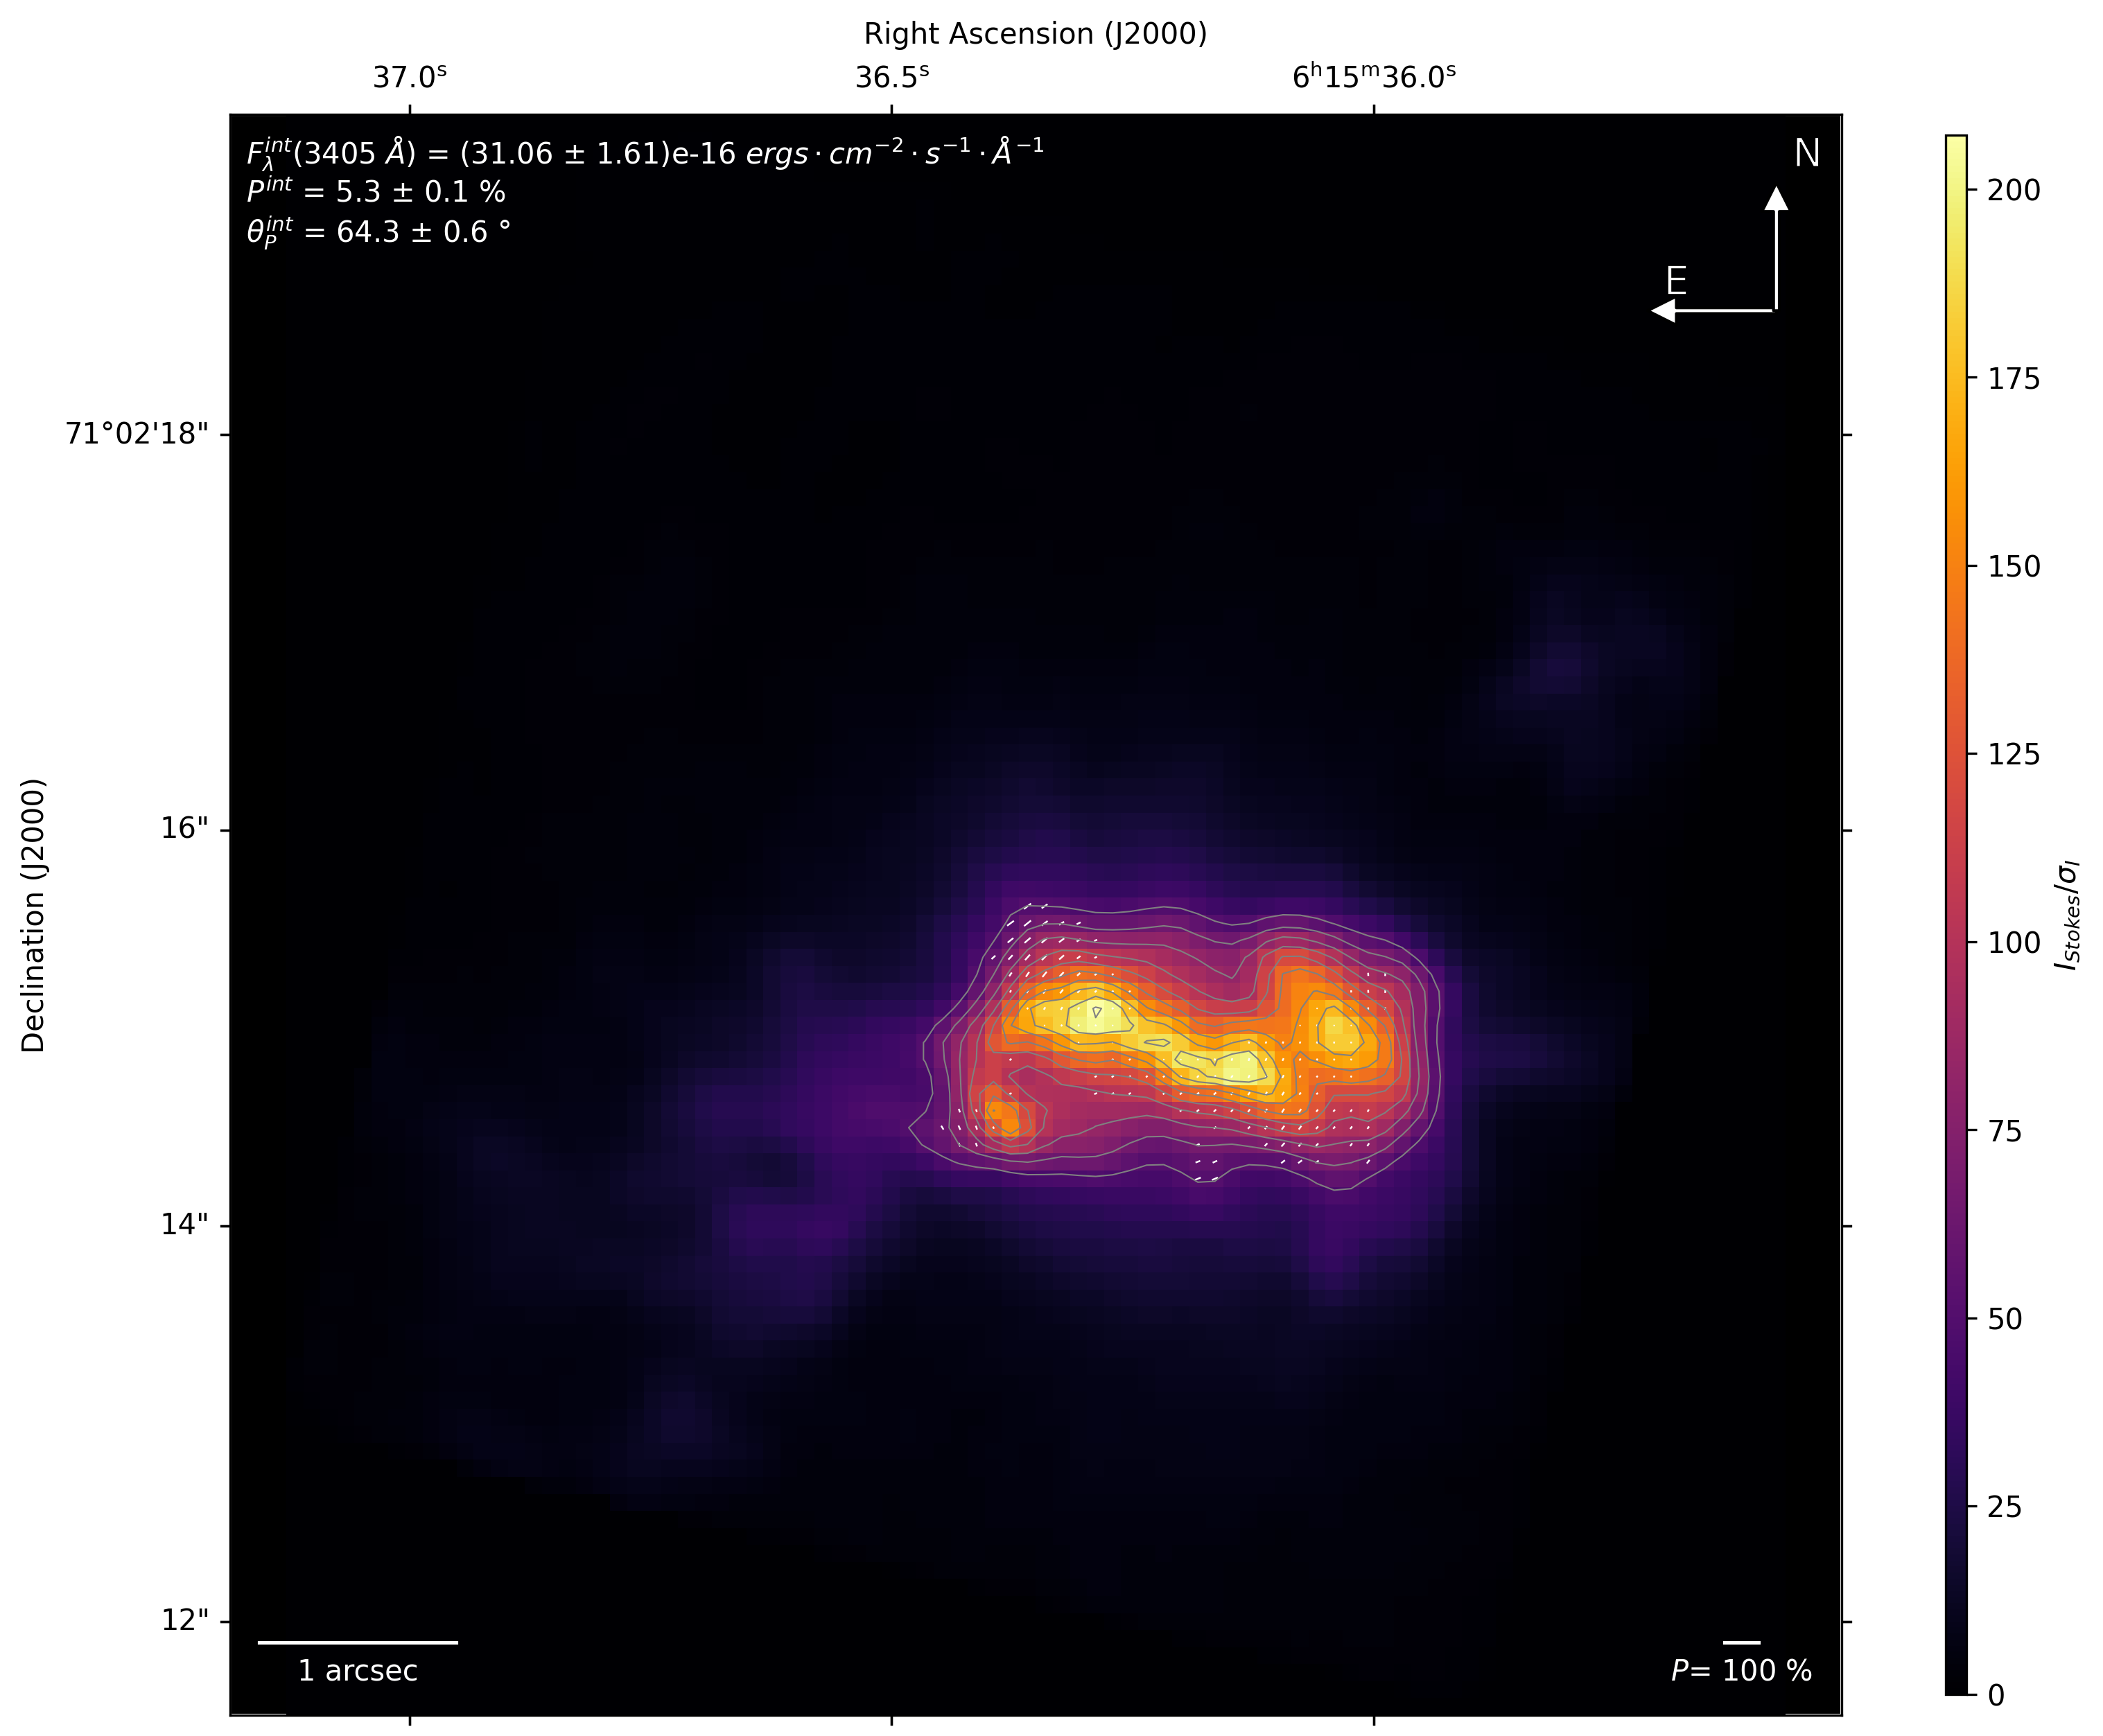 Right Ascension (J2000)
37.0ˢ 36.5ˢ 6ʰ15ᵐ36.0ˢ
F_λ^int(3405 Å) = (31.06 ± 1.61)e-16 ergs · cm⁻² · s⁻¹ · Å⁻¹
P^int = 5.3 ± 0.1 %
θ_P^int = 64.3 ± 0.6 °
N
E
71°02'18"
16"
14"
12"
Declination (J2000)
1 arcsec
P= 100 %
200
175
150
125
100
75
50
25
0
I_Stokes/σ_I